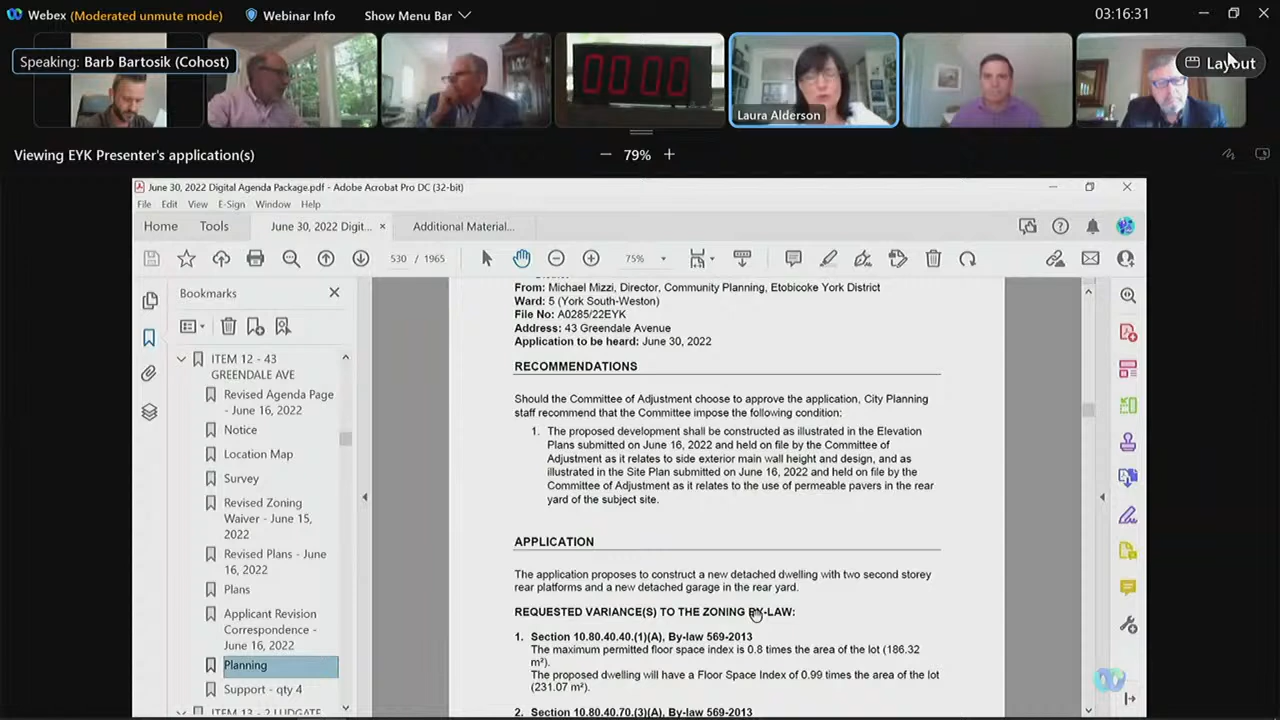 Webex (Moderated unmute mode) Webinar Info Show Menu Bar 03:16:31
Speaking: Barb Bartosik (Cohost)
00:00
Layout
Laura Alderson
Viewing EYK Presenter's application(s) 79%
June 30, 2022 Digital Agenda Package.pdf - Adobe Acrobat Pro DC (32-bit)
File Edit View E-Sign Window Help
Home Tools June 30, 2022 Digit... Additional Material...
530 / 1965 75%
Bookmarks
ITEM 12 - 43
GREENDALE AVE
Revised Agenda Page
- June 16, 2022
Notice
Location Map
Survey
Revised Zoning
Waiver - June 15,
2022
Revised Plans - June
16, 2022
Plans
Applicant Revision
Correspondence -
June 16, 2022
Planning
Support - qty 4
ITEM 13 - 2 LUDGATE
From: Michael Mizzi, Director, Community Planning, Etobicoke York District
Ward: 5 (York South-Weston)
File No: A0285/22EYK
Address: 43 Greendale Avenue
Application to be heard: June 30, 2022
RECOMMENDATIONS
Should the Committee of Adjustment choose to approve the application, City Planning
staff recommend that the Committee impose the following condition:
1. The proposed development shall be constructed as illustrated in the Elevation
Plans submitted on June 16, 2022 and held on file by the Committee of
Adjustment as it relates to side exterior main wall height and design, and as
illustrated in the Site Plan submitted on June 16, 2022 and held on file by the
Committee of Adjustment as it relates to the use of permeable pavers in the rear
yard of the subject site.
APPLICATION
The application proposes to construct a new detached dwelling with two second storey
rear platforms and a new detached garage in the rear yard.
REQUESTED VARIANCE(S) TO THE ZONING BY-LAW:
1. Section 10.80.40.40.(1)(A), By-law 569-2013
The maximum permitted floor space index is 0.8 times the area of the lot (186.32
m²).
The proposed dwelling will have a Floor Space Index of 0.99 times the area of the lot
(231.07 m²).
2. Section 10.80.40.70.(3)(A), By-law 569-2013